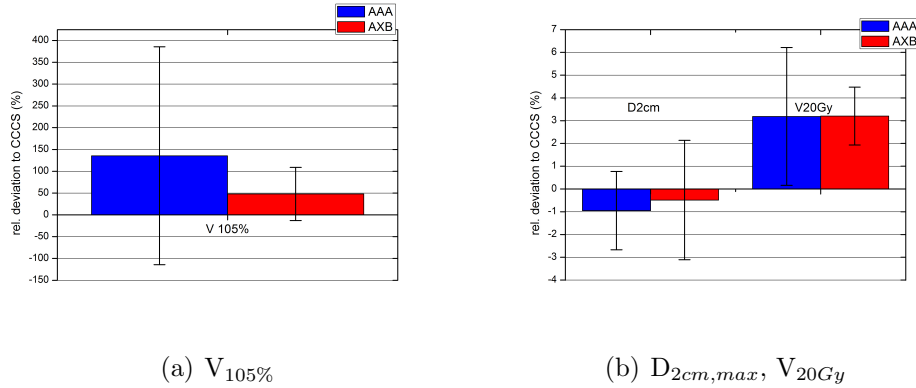 AAA
AXB
400
350
300
250
200
150
100
50
0
-50
-100
-150
rel. deviation to CCCS (%)
V 105%
(a) V105%
AAA
AXB
7
6
5
4
3
2
1
0
-1
-2
-3
-4
rel. deviation to CCCS (%)
D2cm
V20Gy
(b) D2cm,max, V20Gy